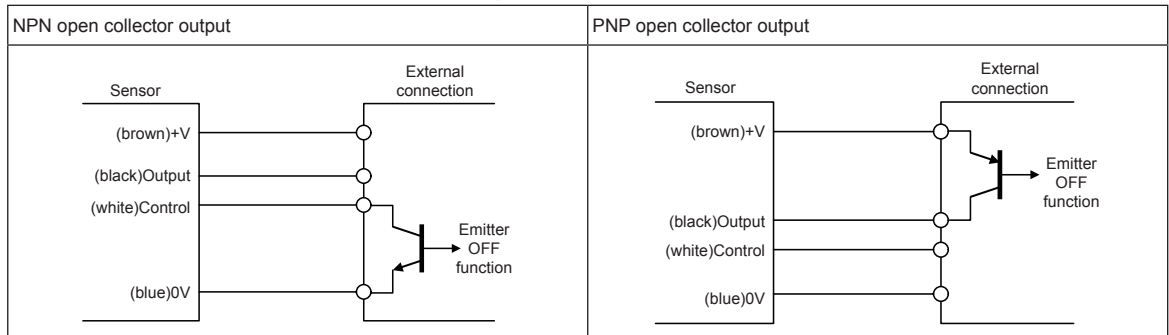 NPN open collector output
Sensor
External
connection
(brown)+V
(black)Output
(white)Control
(blue)0V
Emitter
OFF
function
PNP open collector output
Sensor
External
connection
(brown)+V
(black)Output
(white)Control
(blue)0V
Emitter
OFF
function